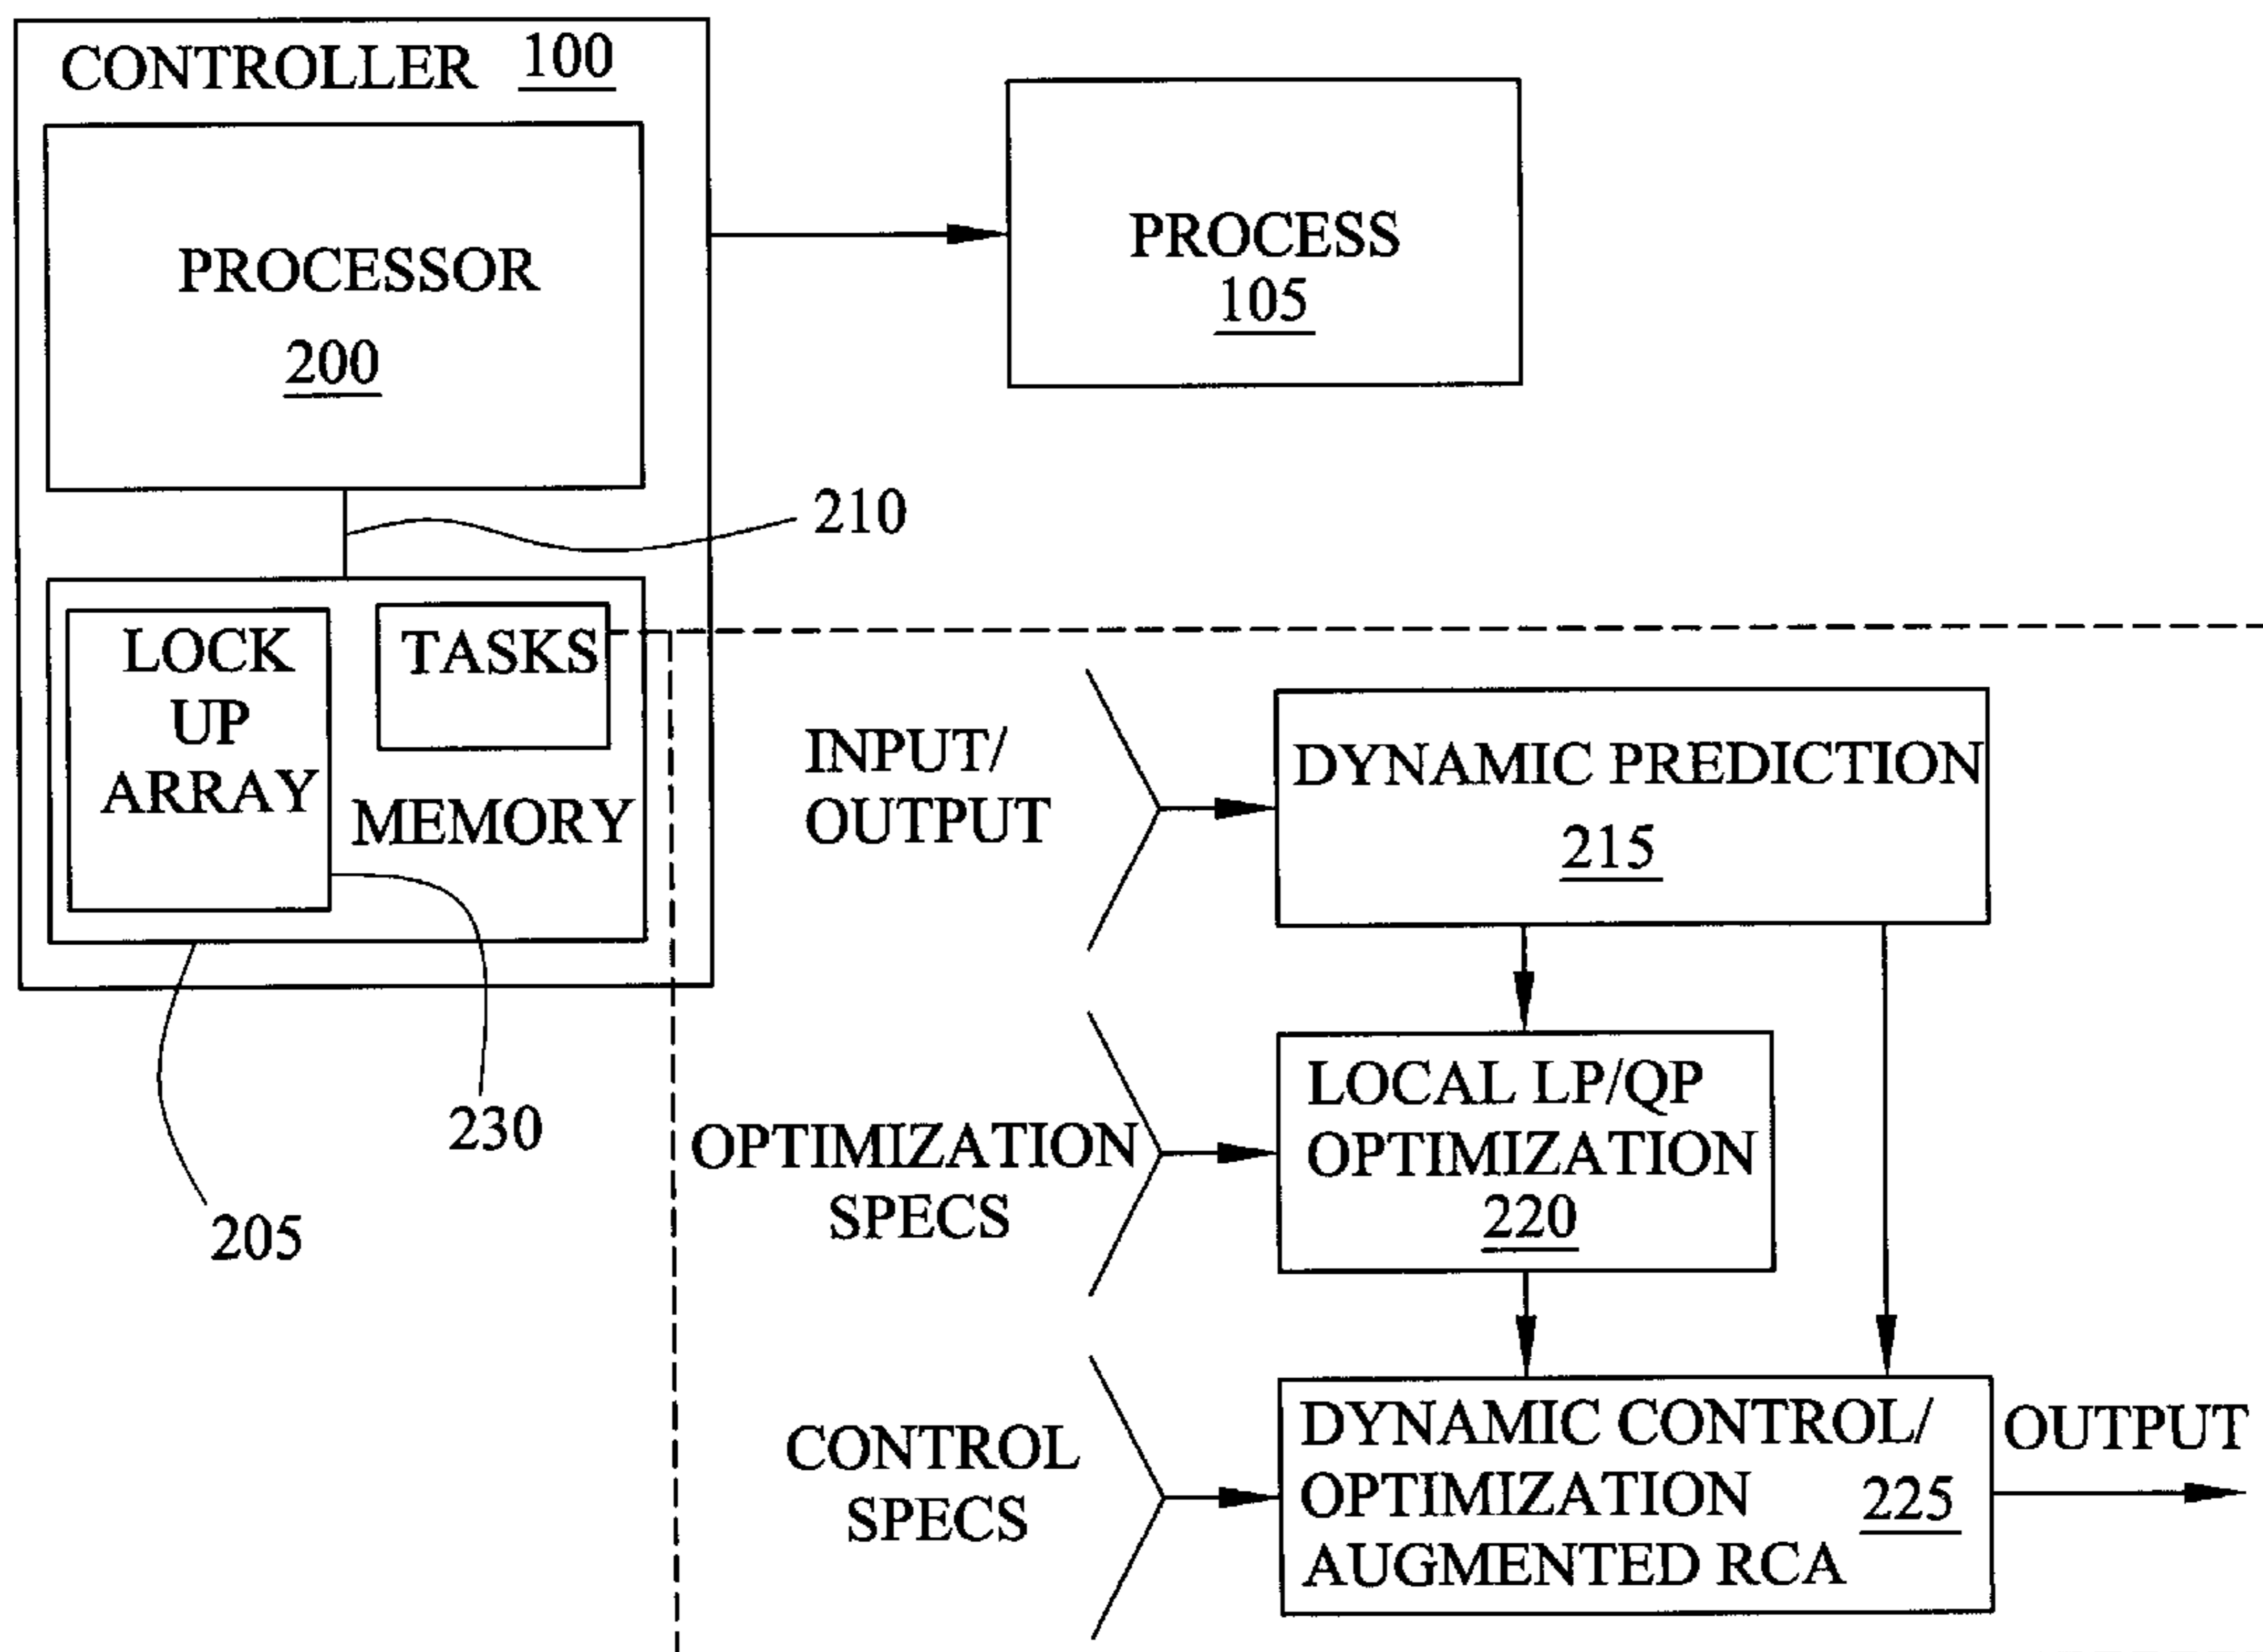 CONTROLLER 100
PROCESSOR
200
PROCESS
105
210
LOCK
UP
ARRAY
TASKS
MEMORY
230
205
INPUT/
OUTPUT
DYNAMIC PREDICTION
215
OPTIMIZATION
SPECS
LOCAL LP/QP
OPTIMIZATION
220
CONTROL
SPECS
DYNAMIC CONTROL/
OPTIMIZATION 225
AUGMENTED RCA
OUTPUT